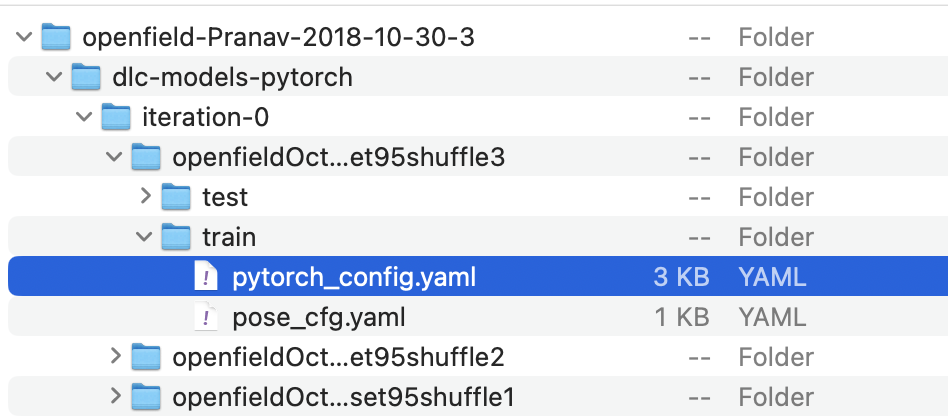 openfield-Pranav-2018-10-30-3 -- Folder
dlc-models-pytorch -- Folder
iteration-0 -- Folder
openfieldOct...et95shuffle3 -- Folder
test -- Folder
train -- Folder
! pytorch_config.yaml 3 KB YAML
! pose_cfg.yaml 1 KB YAML
openfieldOct...et95shuffle2 -- Folder
openfieldOct...set95shuffle1 -- Folder